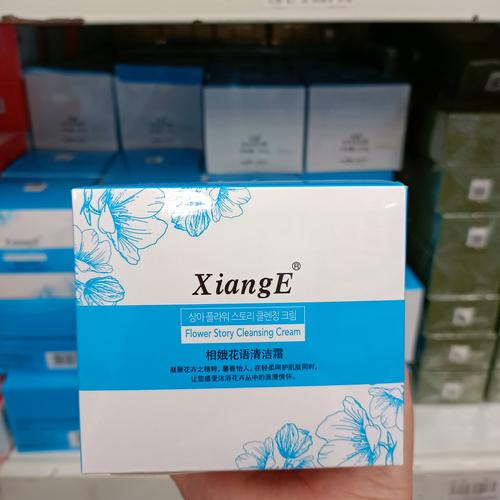 XiangE®
상아 플라워 스토리 클렌징 크림
Flower Story Cleansing Cream
相娥花语清洁霜
凝聚花卉之精粹，馨香怡人，在轻柔呵护肌肤同时，
让您感受沐浴花卉丛中的浪漫情怀。
XiangE